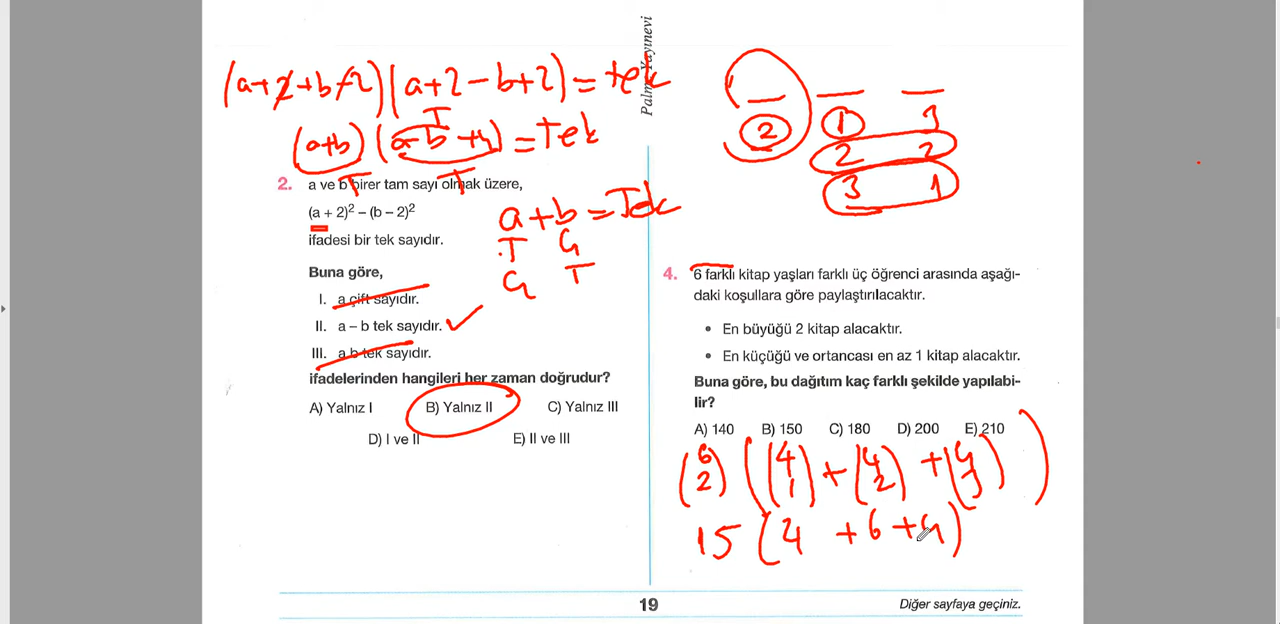 Palme Yayınevi
(a+2+b-2)(a+2-b+2)=tek
(a+b)(a-b+4)=Tek
T
T
T
2. a ve b birer tam sayı olmak üzere,
(a + 2)² – (b – 2)²
ifadesi bir tek sayıdır.
a+b=Tek
T Ç
Ç T
Buna göre,
I. a çift sayıdır.
II. a – b tek sayıdır.
III. a.b tek sayıdır.
ifadelerinden hangileri her zaman doğrudur?
A) Yalnız I B) Yalnız II C) Yalnız III
D) I ve II E) II ve III
2 1 3
2 2
3 1
4. 6 farklı kitap yaşları farklı üç öğrenci arasında aşağı-
daki koşullara göre paylaştırılacaktır.
• En büyüğü 2 kitap alacaktır.
• En küçüğü ve ortancası en az 1 kitap alacaktır.
Buna göre, bu dağıtım kaç farklı şekilde yapılabi-
lir?
A) 140 B) 150 C) 180 D) 200 E) 210
(6 2)((4 1)+(4 2)+(4 3))
15(4+6+4)
19
Diğer sayfaya geçiniz.